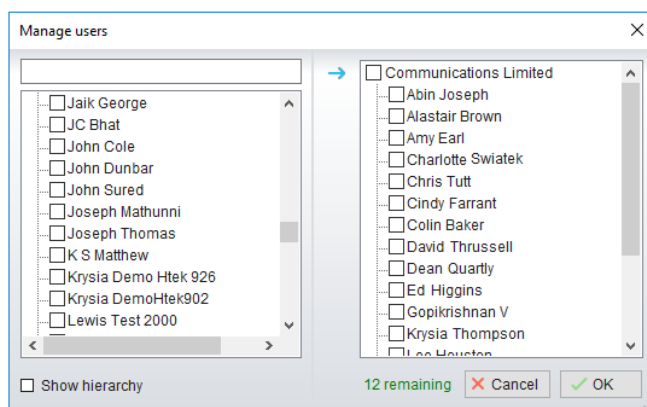 Manage users
Jaik George
JC Bhat
John Cole
John Dunbar
John Sured
Joseph Mathunni
Joseph Thomas
K S Matthew
Krysia Demo Htek 926
Krysia DemoHtek902
Lewis Test 2000
Show hierarchy
Communications Limited
Abin Joseph
Alastair Brown
Amy Earl
Charlotte Swiatek
Chris Tutt
Cindy Farrant
Colin Baker
David Thrussell
Dean Quartly
Ed Higgins
Gopikrishnan V
Krysia Thompson
Lee Houston
12 remaining
Cancel
OK